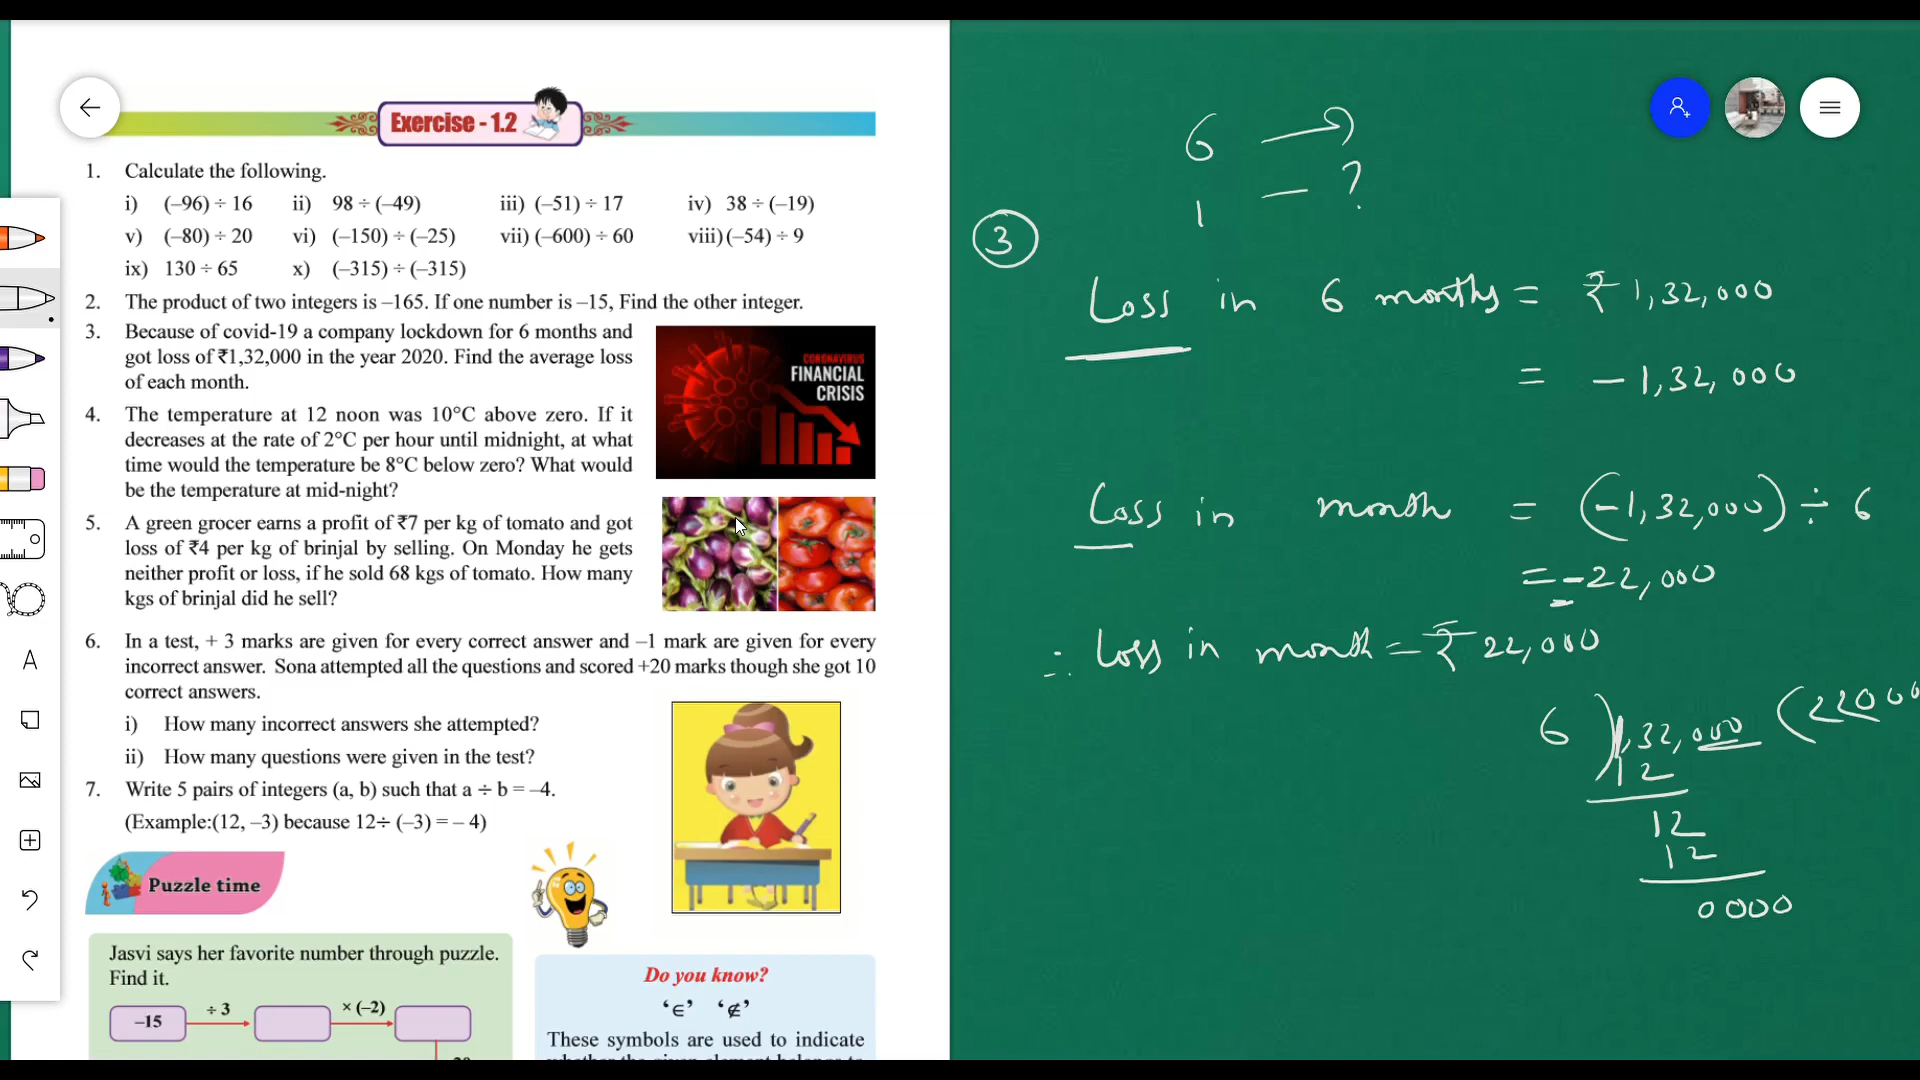 Exercise - 1.2
1. Calculate the following.
i) (–96) ÷ 16 ii) 98 ÷ (–49) iii) (–51) ÷ 17 iv) 38 ÷ (–19)
v) (–80) ÷ 20 vi) (–150) ÷ (–25) vii) (–600) ÷ 60 viii) (–54) ÷ 9
ix) 130 ÷ 65 x) (–315) ÷ (–315)
2. The product of two integers is –165. If one number is –15, Find the other integer.
3. Because of covid-19 a company lockdown for 6 months and
got loss of ₹1,32,000 in the year 2020. Find the average loss
of each month.
CORONAVIRUS
FINANCIAL
CRISIS
4. The temperature at 12 noon was 10°C above zero. If it
decreases at the rate of 2°C per hour until midnight, at what
time would the temperature be 8°C below zero? What would
be the temperature at mid-night?
5. A green grocer earns a profit of ₹7 per kg of tomato and got
loss of ₹4 per kg of brinjal by selling. On Monday he gets
neither profit or loss, if he sold 68 kgs of tomato. How many
kgs of brinjal did he sell?
6. In a test, + 3 marks are given for every correct answer and –1 mark are given for every
incorrect answer. Sona attempted all the questions and scored +20 marks though she got 10
correct answers.
i) How many incorrect answers she attempted?
ii) How many questions were given in the test?
7. Write 5 pairs of integers (a, b) such that a ÷ b = –4.
(Example:(12, –3) because 12÷ (–3) = – 4)
Puzzle time
Jasvi says her favorite number through puzzle.
Find it.
÷ 3 × (–2)
–15
Do you know?
‘∈’ ‘∉’
These symbols are used to indicate
A
6 →
1 – ?
3
Loss in 6 months = ₹ 1,32,000
= – 1,32,000
Loss in month = (–1,32,000) ÷ 6
= –22,000
∴ Loss in month = ₹ 22,000
6 ) 1,32,000 ( 22000
12
12
12
0000